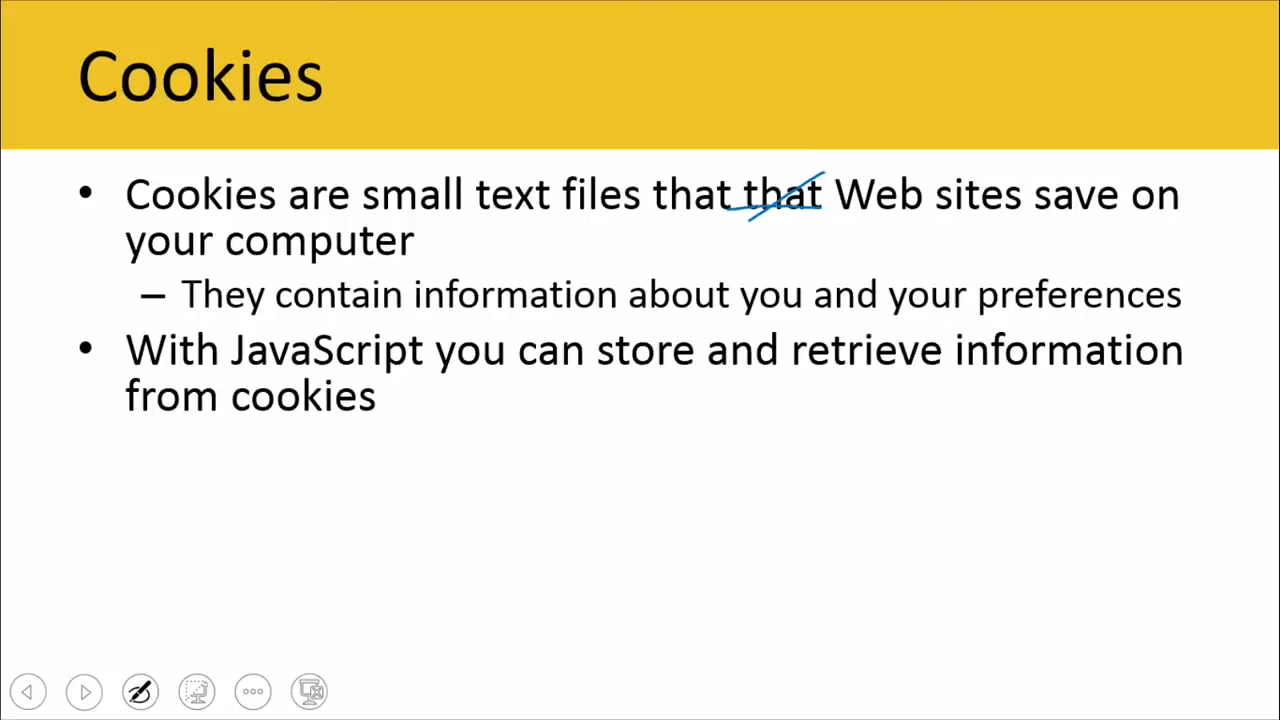 Cookies
• Cookies are small text files that that Web sites save on
your computer
– They contain information about you and your preferences
• With JavaScript you can store and retrieve information
from cookies